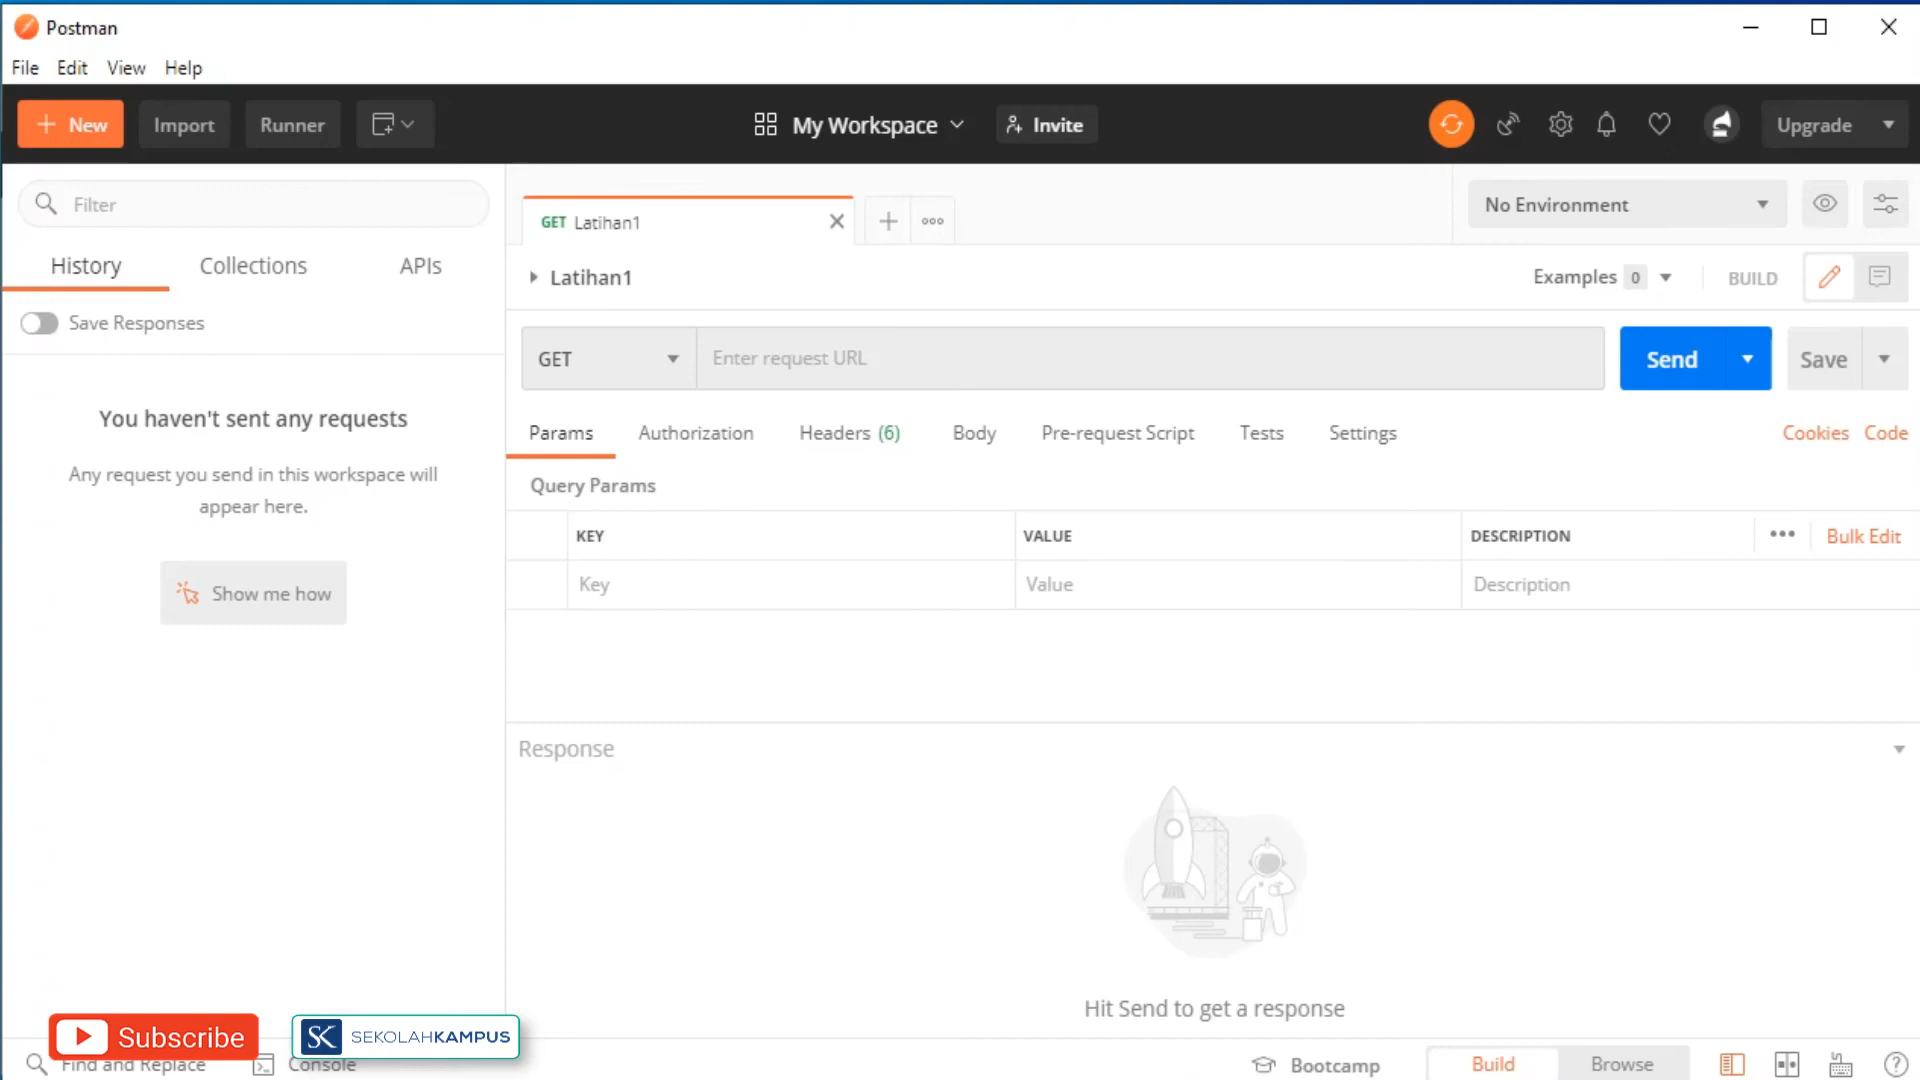 Postman
File Edit View Help
+ New Import Runner My Workspace Invite Upgrade
Filter
History Collections APIs
Save Responses
You haven't sent any requests
Any request you send in this workspace will
appear here.
Show me how
GET Latihan1
No Environment
Latihan1
Examples 0 BUILD
GET Enter request URL Send Save
Params Authorization Headers (6) Body Pre-request Script Tests Settings Cookies Code
Query Params
KEY VALUE DESCRIPTION Bulk Edit
Key Value Description
Response
Hit Send to get a response
Subscribe
SK SEKOLAHKAMPUS
Find and Replace Console Bootcamp Build Browse